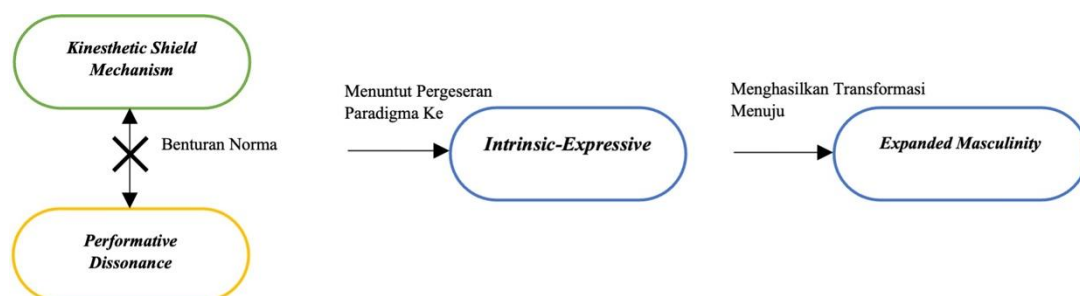 Kinesthetic Shield
Mechanism
Benturan Norma
Performative
Dissonance
Menuntut Pergeseran
Paradigma Ke
Intrinsic-Expressive
Menghasilkan Transformasi
Menuju
Expanded Masculinity